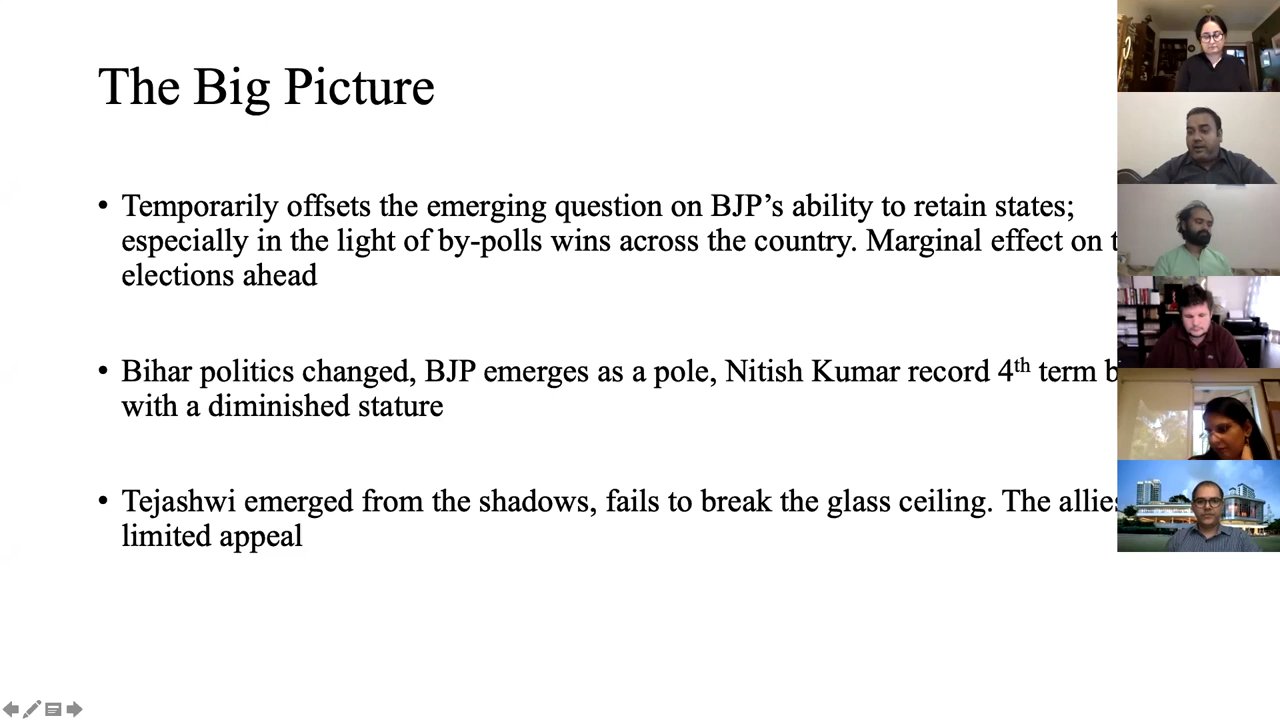 The Big Picture
• Temporarily offsets the emerging question on BJP’s ability to retain states;
especially in the light of by-polls wins across the country. Marginal effect on
elections ahead
• Bihar politics changed, BJP emerges as a pole, Nitish Kumar record 4th term
with a diminished stature
• Tejashwi emerged from the shadows, fails to break the glass ceiling. The allies
limited appeal